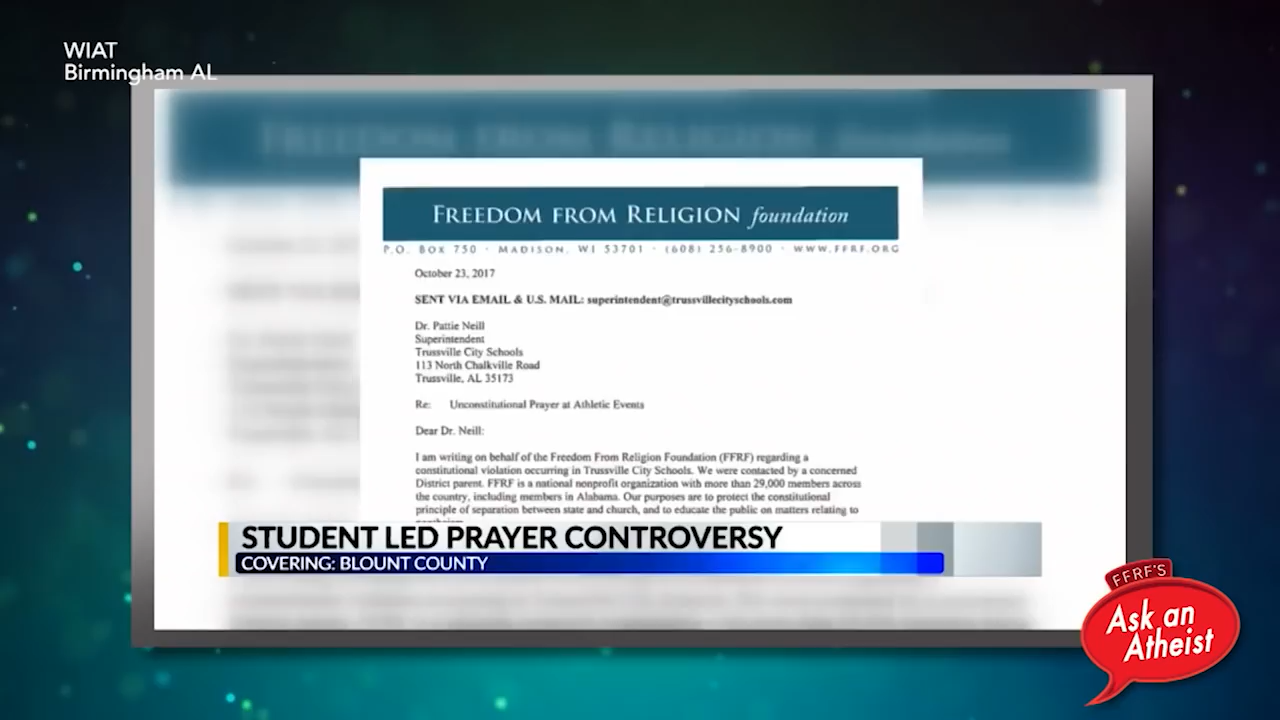 WIAT
Birmingham AL
FREEDOM FROM RELIGION foundation
P.O. BOX 750 · MADISON, WI 53701 · (608) 256-8900 · WWW.FFRF.ORG
October 23, 2017
SENT VIA EMAIL & U.S. MAIL: superintendent@trussvillecityschools.com
Dr. Pattie Neill
Superintendent
Trussville City Schools
113 North Chalkville Road
Trussville, AL 35173
Re: Unconstitutional Prayer at Athletic Events
Dear Dr. Neill:
I am writing on behalf of the Freedom From Religion Foundation (FFRF) regarding a
constitutional violation occurring in Trussville City Schools. We were contacted by a concerned
District parent. FFRF is a national nonprofit organization with more than 29,000 members across
the country, including members in Alabama. Our purposes are to protect the constitutional
principle of separation between state and church, and to educate the public on matters relating to
STUDENT LED PRAYER CONTROVERSY
COVERING: BLOUNT COUNTY
FFRF'S
Ask an
Atheist